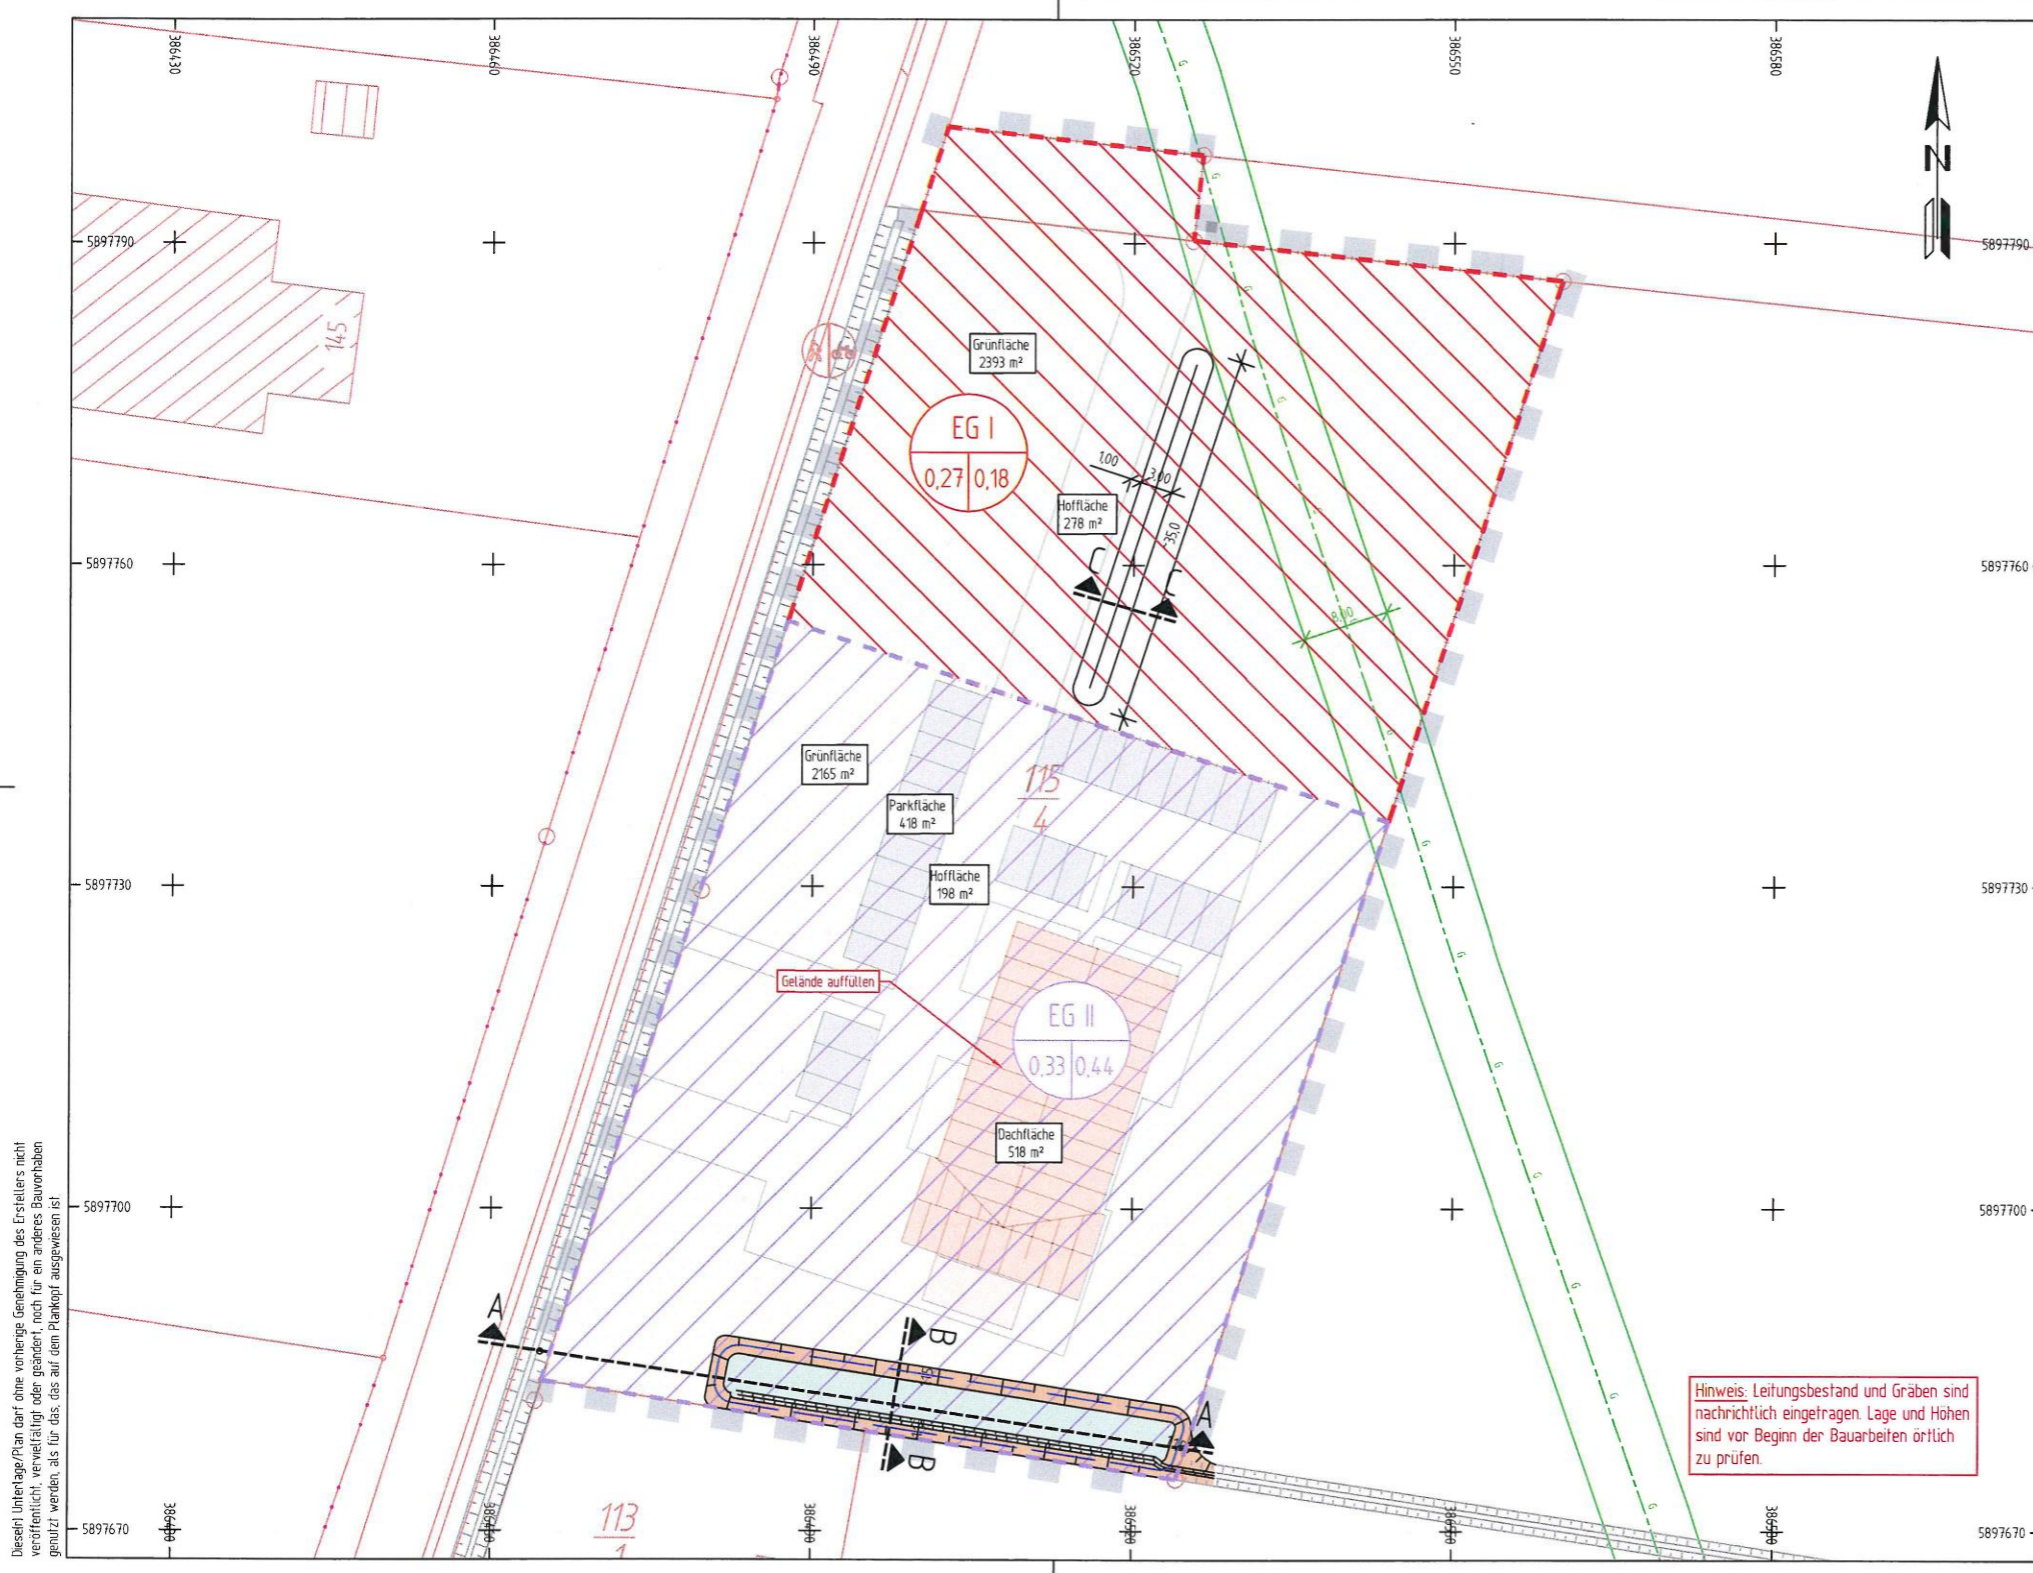 386430
386460
386490
386520
386550
386580
N
5897790
5897790
145
Grünfläche
2393 m²
EG I
0,27 0,18
1,00
3,00
Hoffläche
278 m²
35,0
C
C
5897760
5897760
8,00
Grünfläche
2165 m²
115
4
Parkfläche
418 m²
Hoffläche
198 m²
5897730
5897730
Gelände auffüllen
EG II
0,33 0,44
Dachfläche
518 m²
5897700
5897700
A
B
A
B
Hinweis: Leitungsbestand und Gräben sind
nachrichtlich eingetragen. Lage und Höhen
sind vor Beginn der Bauarbeiten örtlich
zu prüfen.
113
1
5897670
5897670
Diese(r) Unterlage/Plan darf ohne vorherige Genehmigung des Erstellers nicht
veröffentlicht, vervielfältigt oder geändert, noch für ein anderes Bauvorhaben
genutzt werden, als für das, das auf dem Plankopf ausgewiesen ist.
G
G
G
G
G
G
G
G
G
G
G
G
G